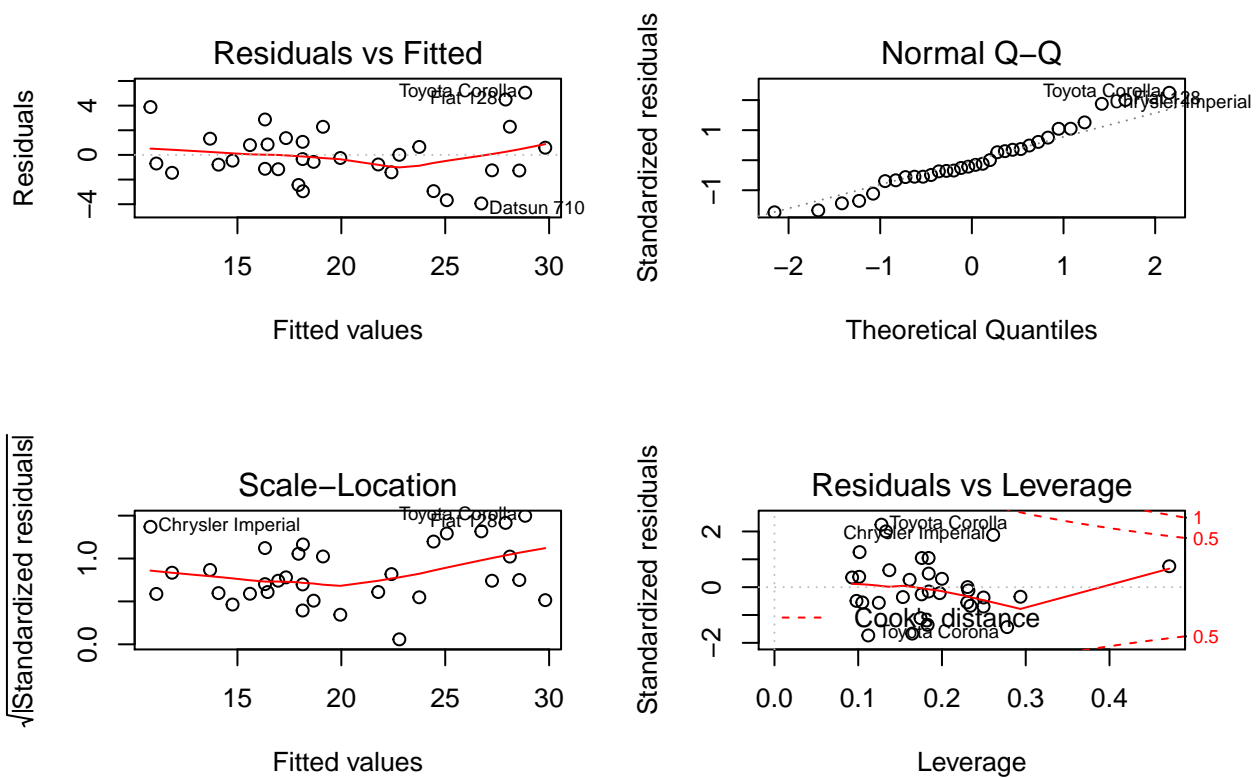 Residuals vs Fitted
Residuals
4
0
−4
Toyota Corolla
Fiat 128
Datsun 710
15 20 25 30
Fitted values
Normal Q−Q
Standardized residuals
1
−1
Toyota Corolla
Fiat 128
Chrysler Imperial
−2 −1 0 1 2
Theoretical Quantiles
Scale−Location
√|Standardized residuals|
1.0
0.0
Chrysler Imperial
Toyota Corolla
Fiat 128
15 20 25 30
Fitted values
Residuals vs Leverage
Standardized residuals
2
0
−2
Toyota Corolla
Chrysler Imperial
Cook's distance
Toyota Corona
1
0.5
0.5
0.0 0.1 0.2 0.3 0.4
Leverage